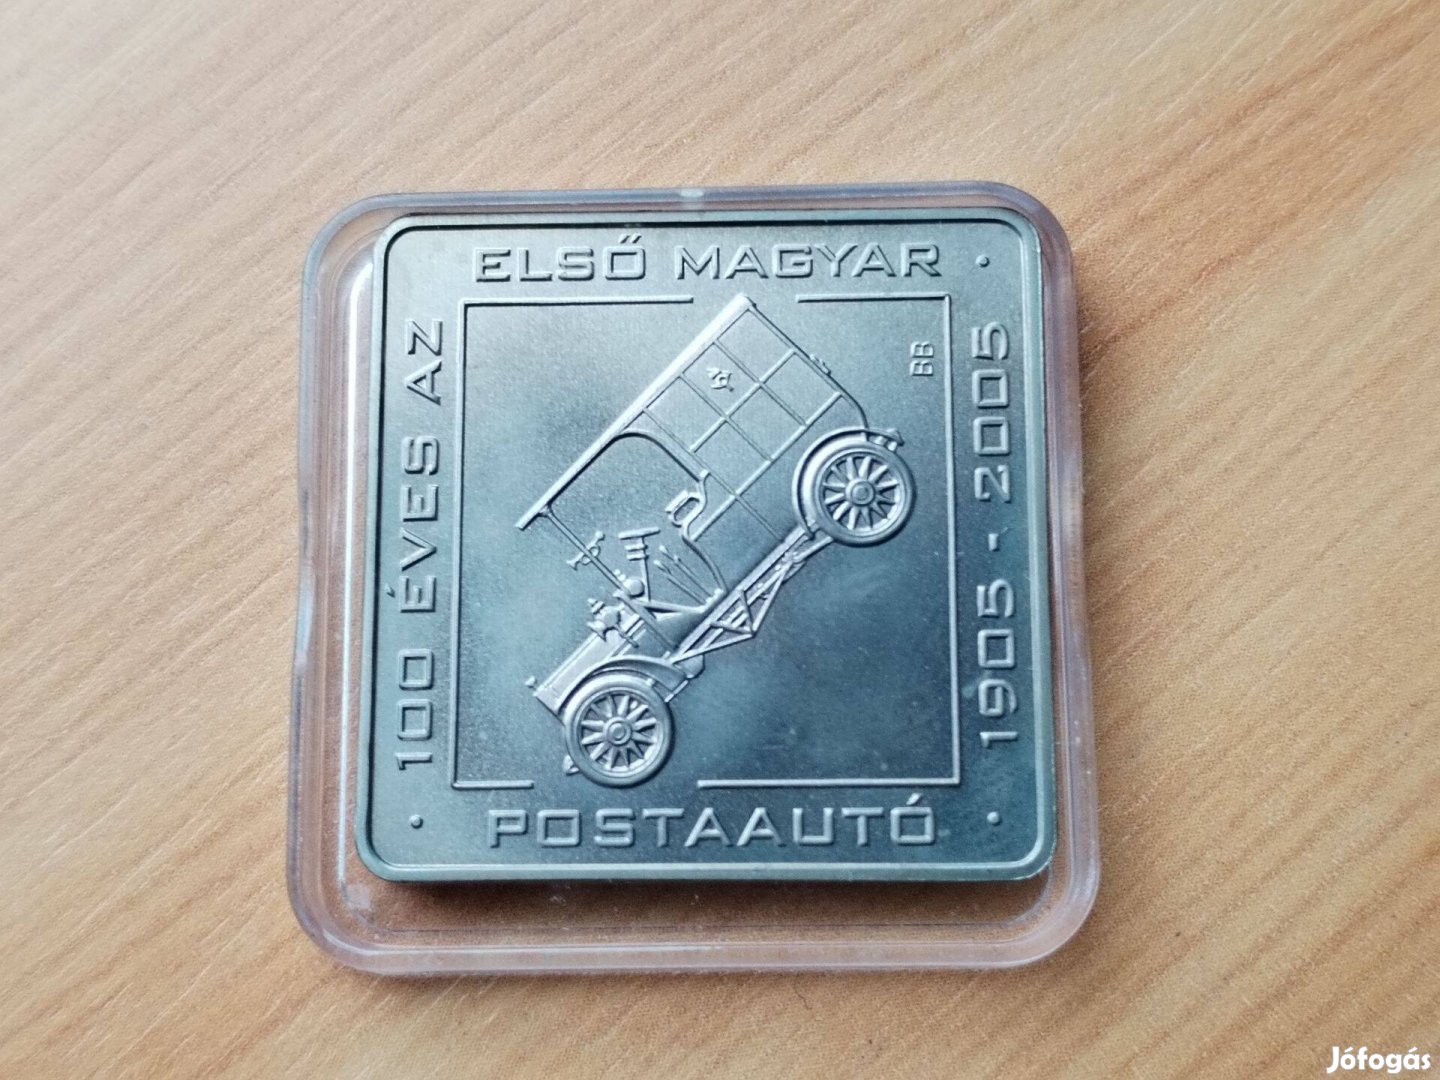 100 ÉVES AZ
ELSŐ MAGYAR
POSTAAUTÓ
1905 - 2005
BB
Jófogás